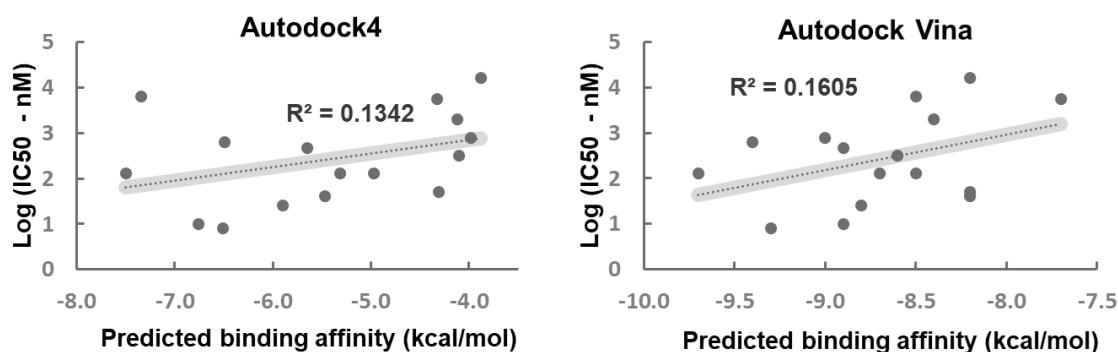 Autodock4
Log (IC50 - nM)
5
4
3
2
1
0
R² = 0.1342
-8.0 -7.0 -6.0 -5.0 -4.0
Predicted binding affinity (kcal/mol)
Autodock Vina
Log (IC50 - nM)
5
4
3
2
1
0
R² = 0.1605
-10.0 -9.5 -9.0 -8.5 -8.0 -7.5
Predicted binding affinity (kcal/mol)